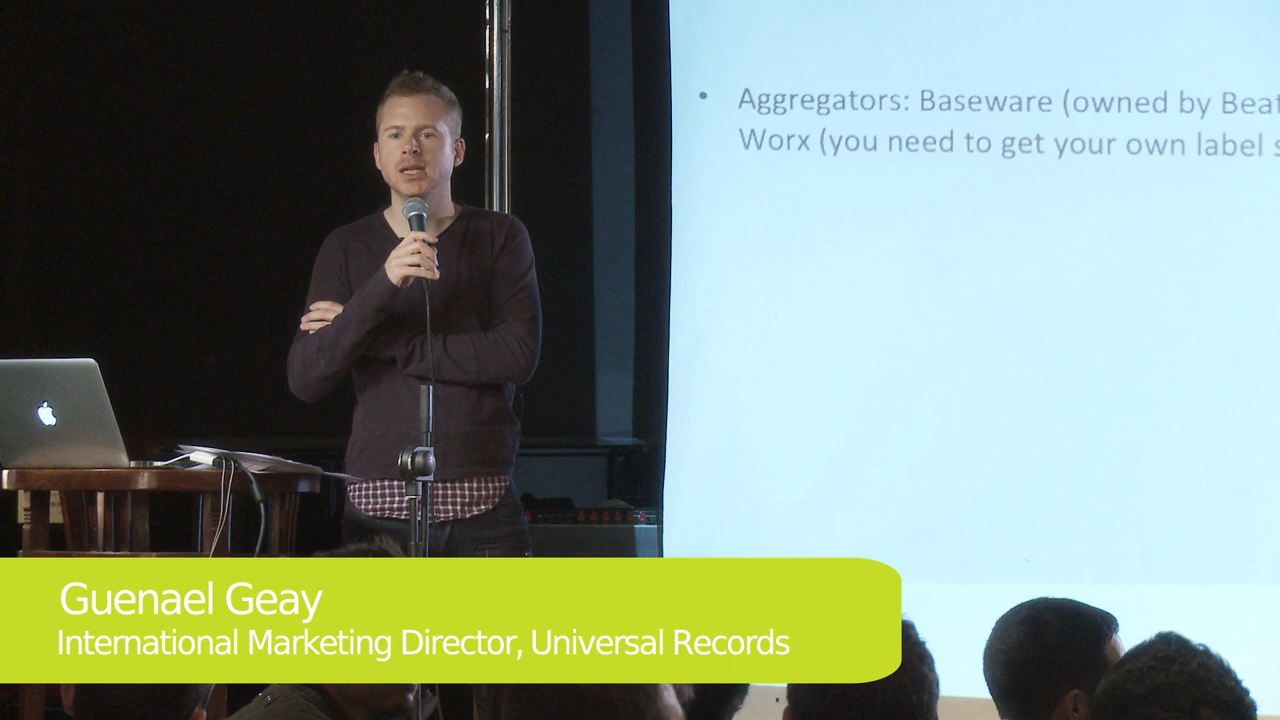 • Aggregators: Baseware (owned by
Worx (you need to get your own label
Guenael Geay
International Marketing Director, Universal Records